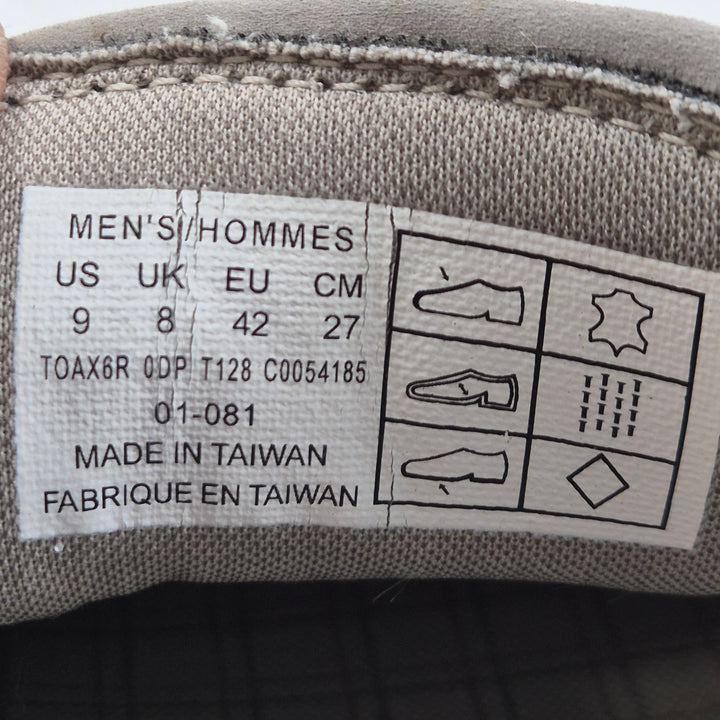 MEN'S/HOMMES
US UK EU CM
9 8 42 27
TOAX6R 0DP T128 C0054185
01-081
MADE IN TAIWAN
FABRIQUE EN TAIWAN